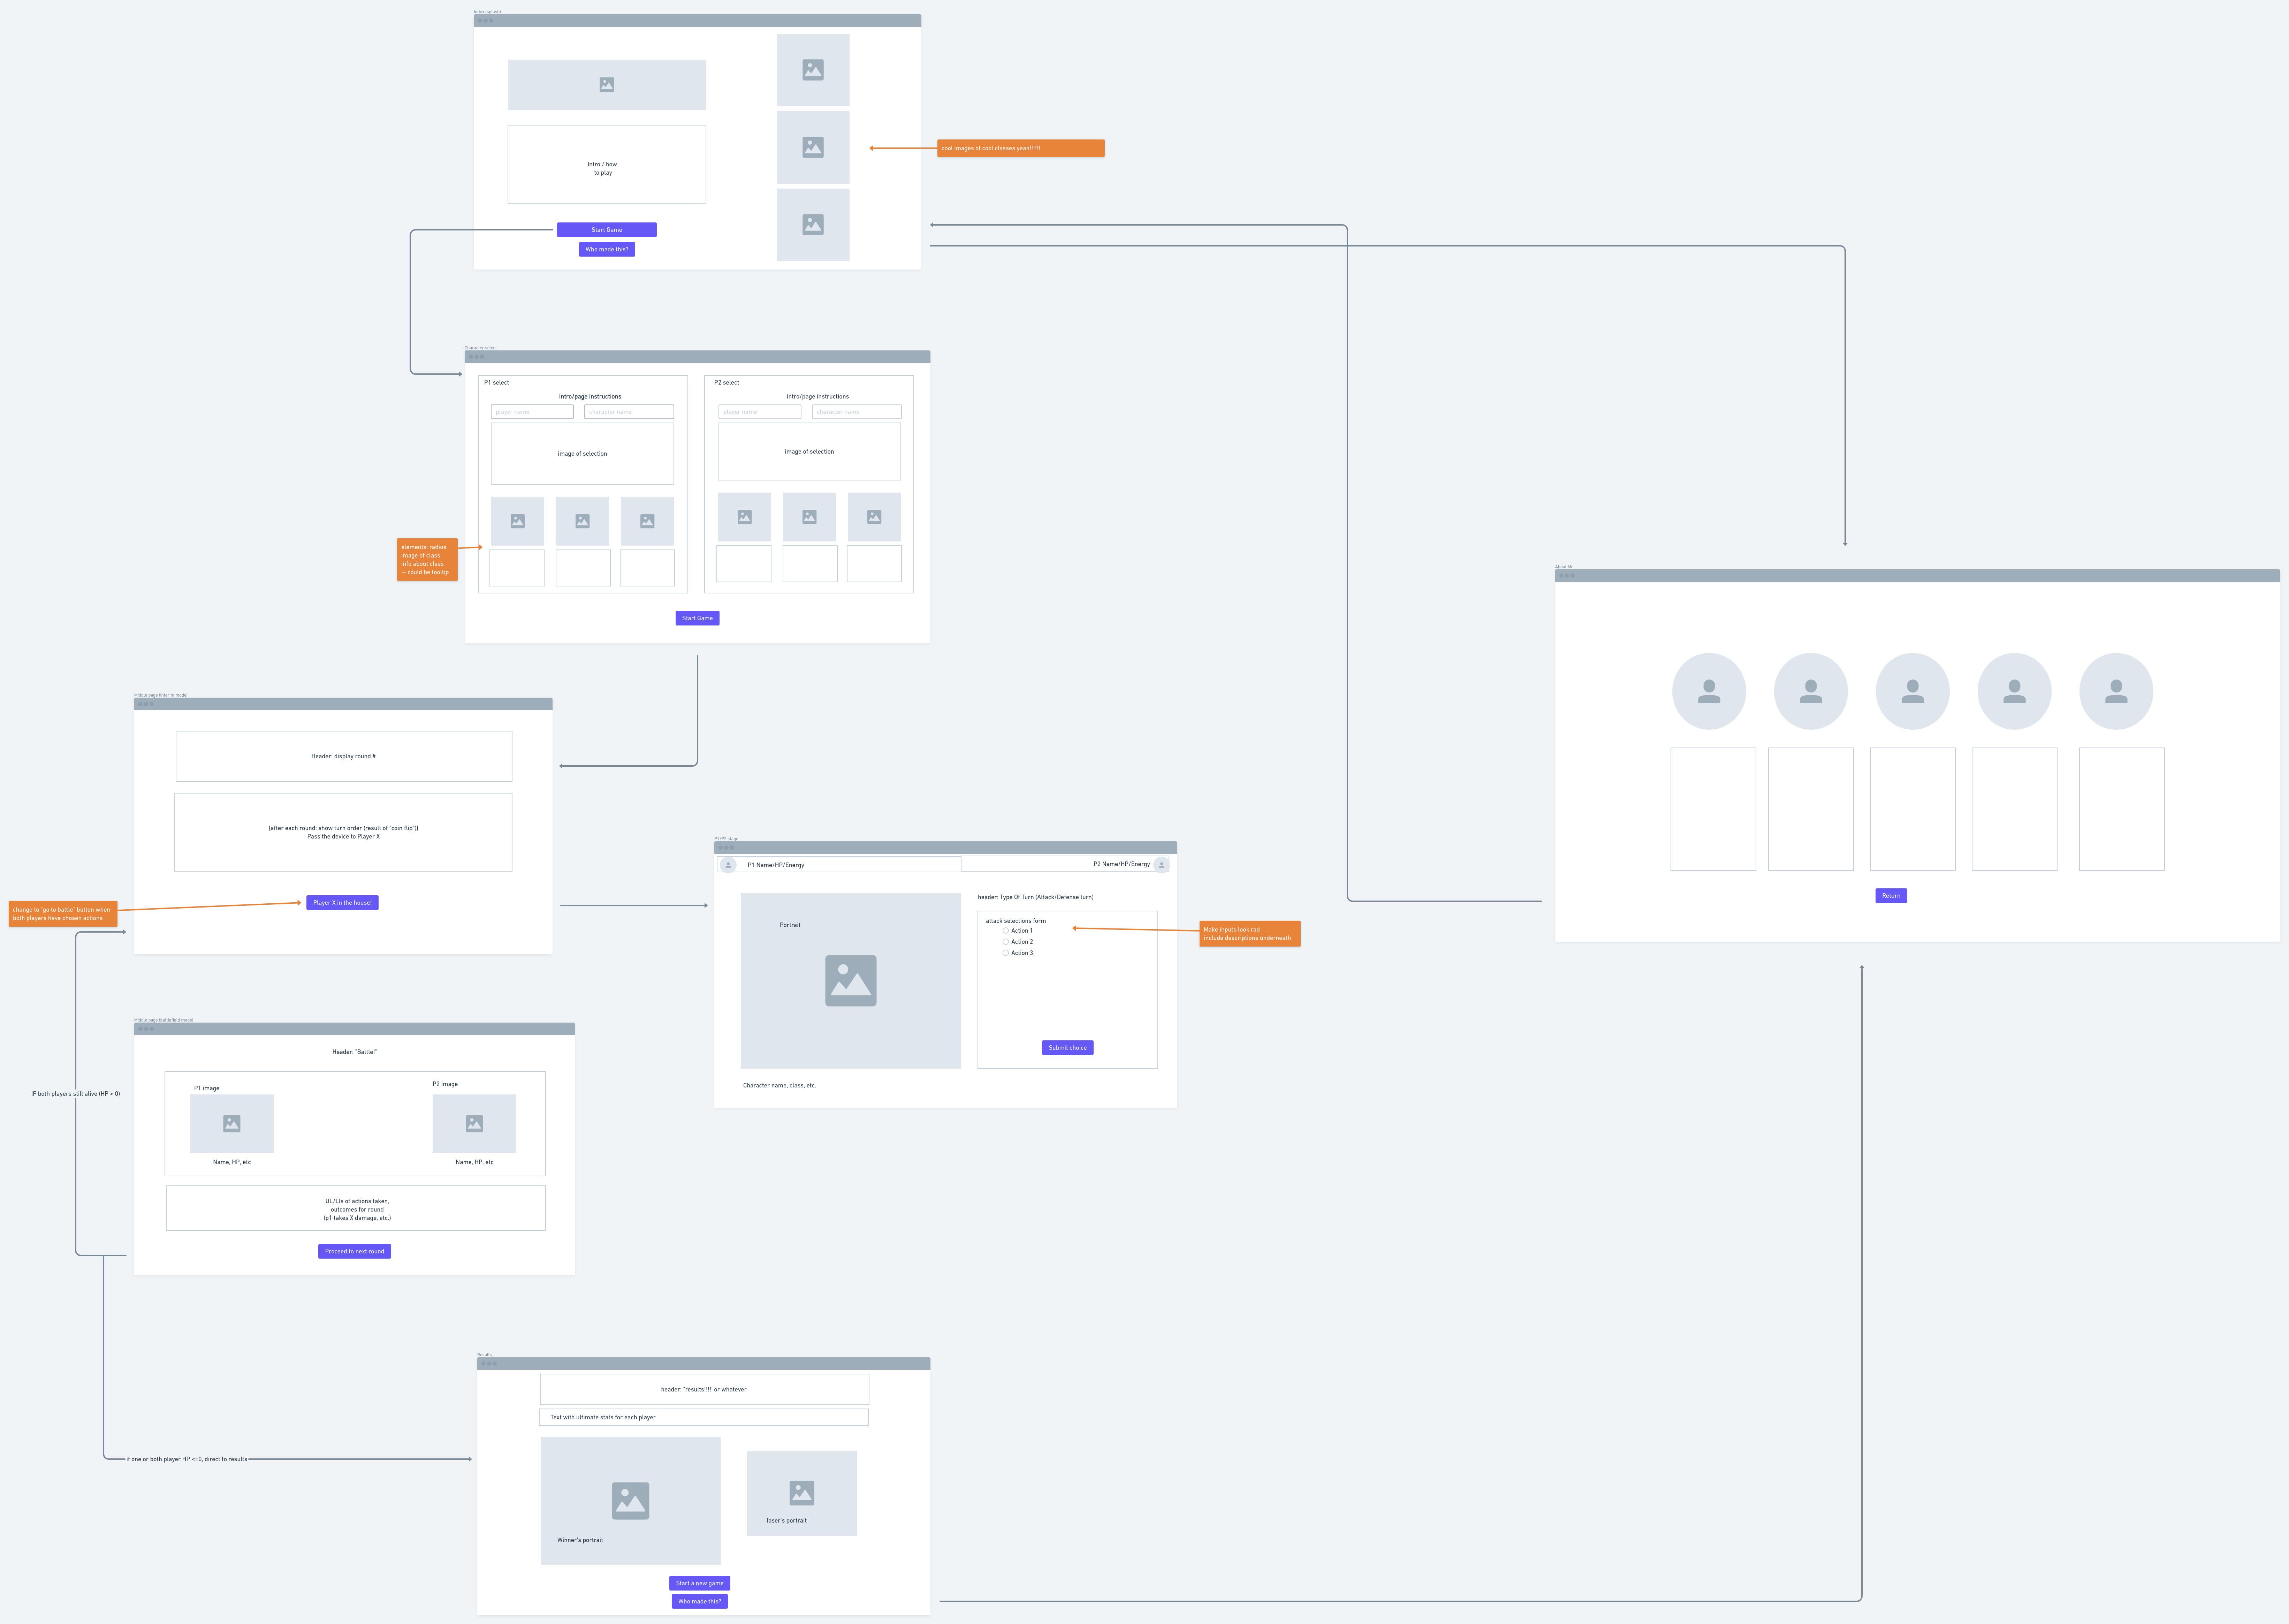 Index (splash)
Intro / how
to play
Start Game
Who made this?
cool images of cool classes yeah!!!!!!
Character select
P1 select
intro/page instructions
player name
character name
image of selection
P2 select
intro/page instructions
player name
character name
image of selection
elements: radios
image of class
info about class
— could be tooltip
Start Game
About Me
Return
Middle page (interim mode)
Header: display round #
[after each round: show turn order (result of "coin flip")]
Pass the device to Player X
Player X in the house!
change to "go to battle" button when
both players have chosen actions
P1/P2 stage
P1 Name/HP/Energy
P2 Name/HP/Energy
Portrait
Character name, class, etc.
header: Type Of Turn (Attack/Defense turn)
attack selections form
Action 1
Action 2
Action 3
Submit choice
Make inputs look rad
include descriptions underneath
Middle page (battlefield mode)
Header: "Battle!"
P1 image
Name, HP, etc
P2 image
Name, HP, etc
UL/LIs of actions taken,
outcomes for round
(p1 takes X damage, etc.)
Proceed to next round
IF both players still alive (HP > 0)
if one or both player HP <=0, direct to results
Results
header: "results!!!!' or whatever
Text with ultimate stats for each player
Winner's portrait
loser's portrait
Start a new game
Who made this?